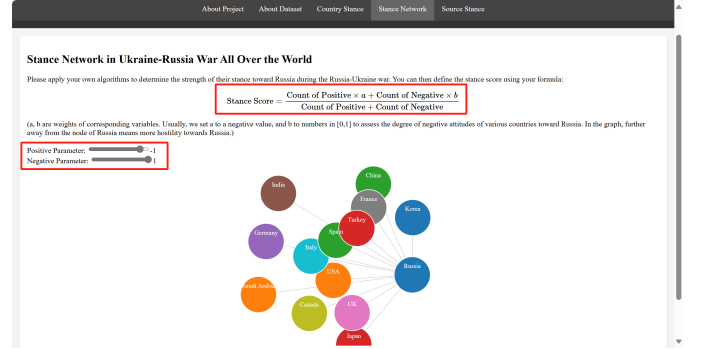 About Project About Dataset Country Stance Stance Network Source Stance
Stance Network in Ukraine-Russia War All Over the World
Please apply your own algorithms to determine the strength of their stance toward Russia during the Russia-Ukraine war. You can then define the stance score using your formula:
Stance Score = (Count of Positive × a + Count of Negative × b) / (Count of Positive + Count of Negative)
(a, b are weights of corresponding variables. Usually, we set a to a negative value, and b to numbers in [0,1] to assess the degree of negative attitudes of various countries toward Russia. In the graph, further
away from the node of Russia means more hostility towards Russia.)
Positive Parameter: -1
Negative Parameter: 1
China
India
France
Korea
Turkey
Germany
Spain
Italy
Russia
USA
Saudi Arabia
Canada
UK
Japan